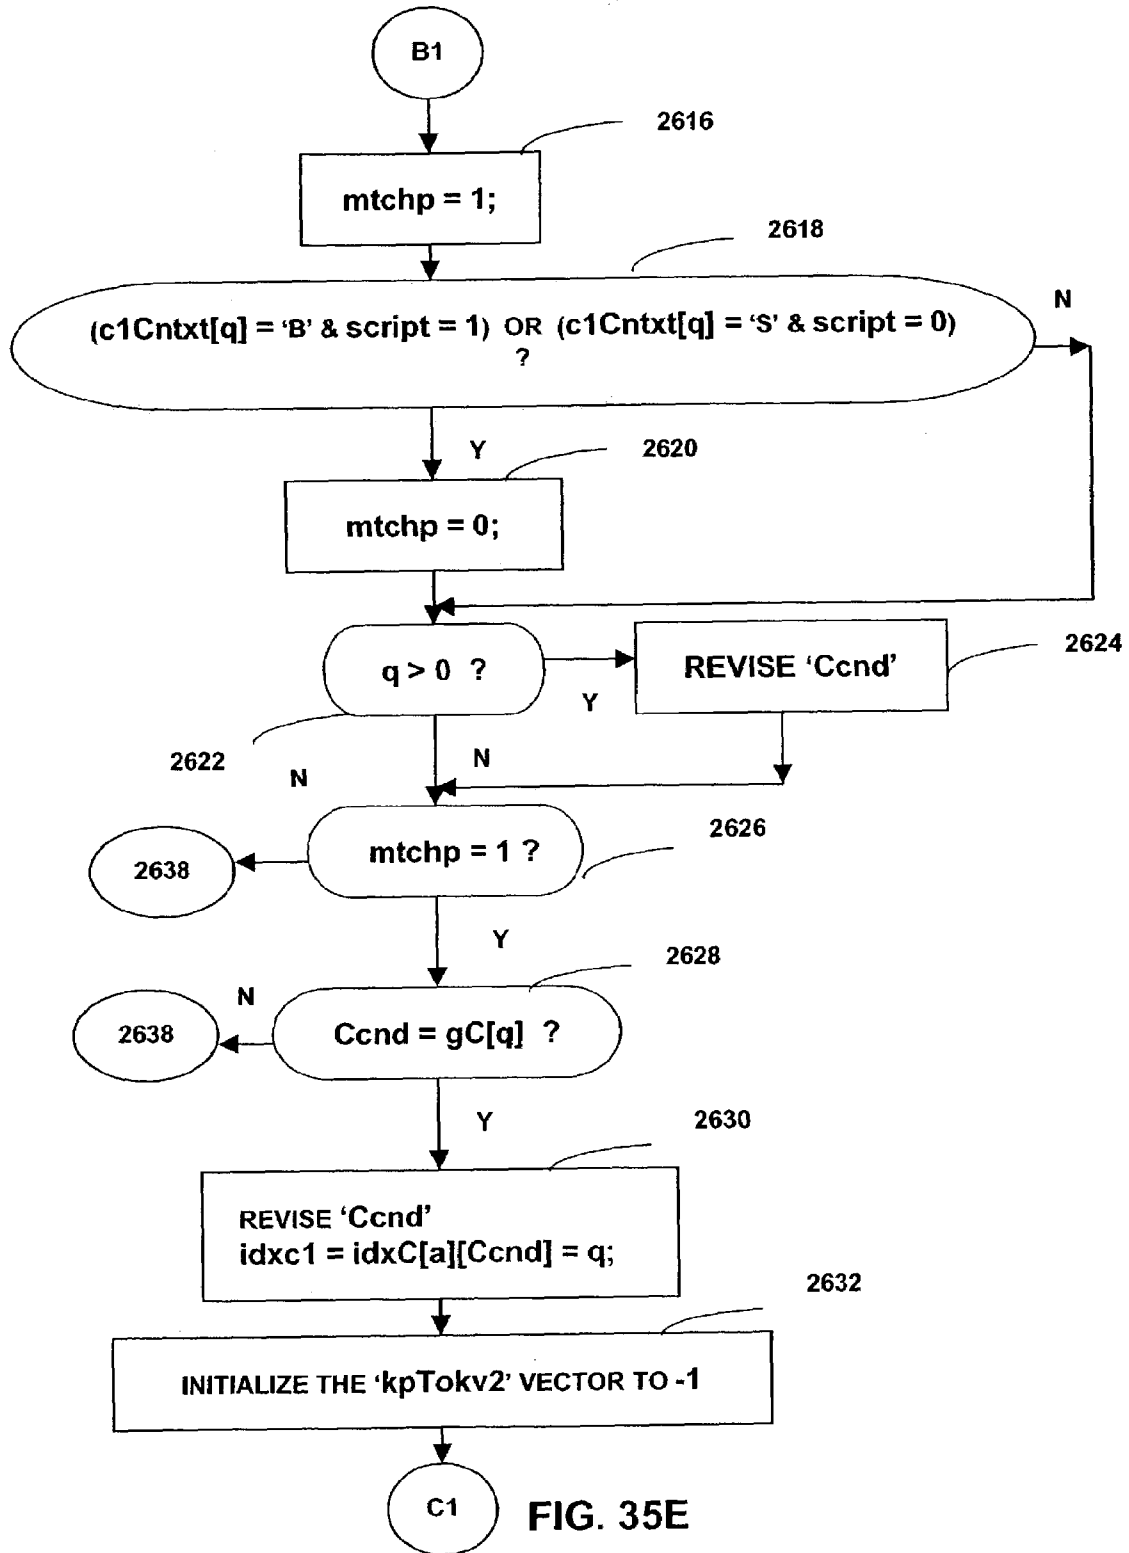 B1
2616
mtchp = 1;
2618
N
(c1Cntxt[q] = ‘B’ & script = 1) OR (c1Cntxt[q] = ‘S’ & script = 0)
?
Y
2620
mtchp = 0;
q > 0 ?
Y
REVISE ‘Ccnd’
2624
2622
N
N
mtchp = 1 ?
2626
2638
Y
2628
N
Ccnd = gC[q] ?
2638
Y
2630
REVISE ‘Ccnd’
idxc1 = idxC[a][Ccnd] = q;
2632
INITIALIZE THE ‘kpTokv2’ VECTOR TO -1
C1
FIG. 35E